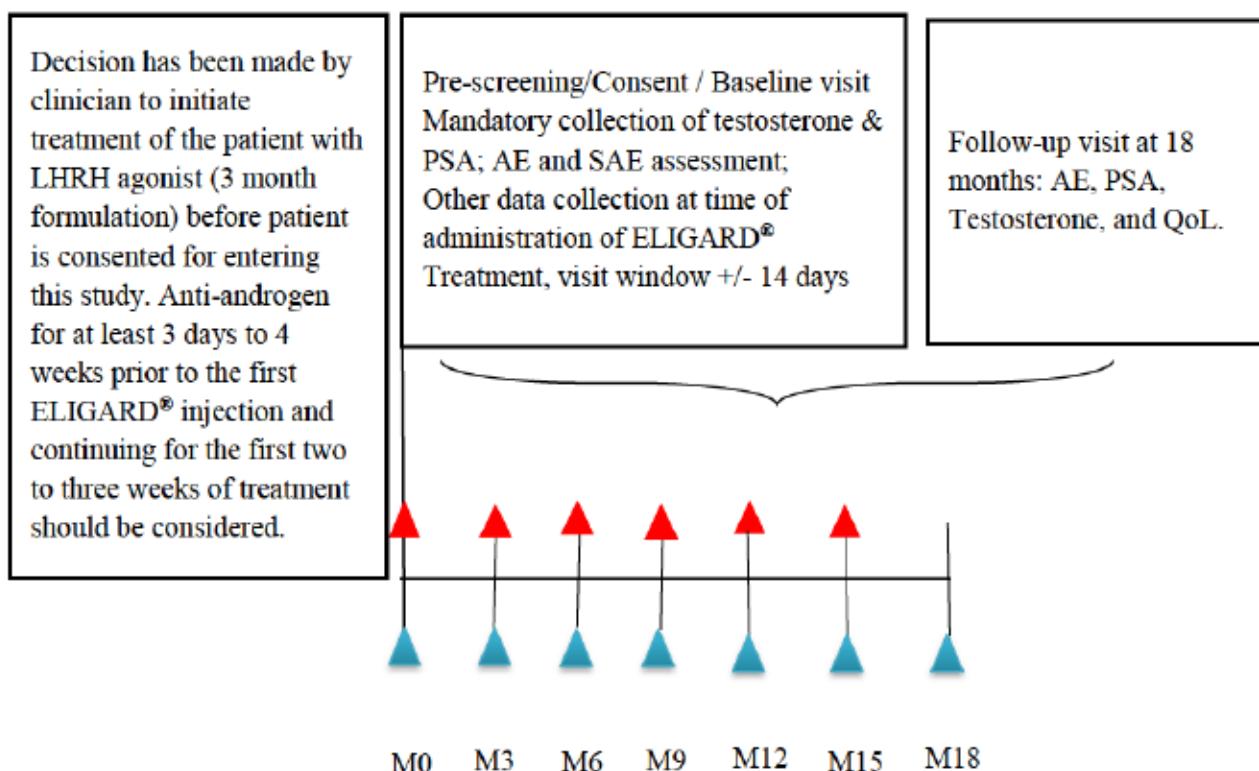 Decision has been made by
clinician to initiate
treatment of the patient with
LHRH agonist (3 month
formulation) before patient
is consented for entering
this study. Anti-androgen
for at least 3 days to 4
weeks prior to the first
ELIGARD® injection and
continuing for the first two
to three weeks of treatment
should be considered.
Pre-screening/Consent / Baseline visit
Mandatory collection of testosterone &
PSA; AE and SAE assessment;
Other data collection at time of
administration of ELIGARD®
Treatment, visit window +/- 14 days
Follow-up visit at 18
months: AE, PSA,
Testosterone, and QoL.
M0 M3 M6 M9 M12 M15 M18